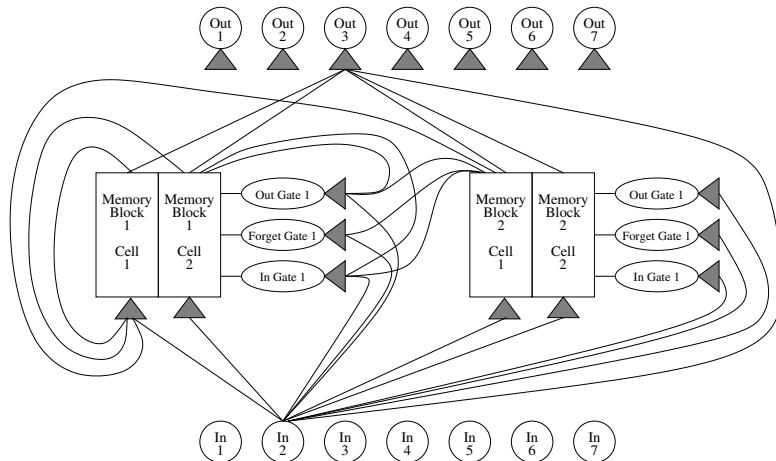 Out 1
Out 2
Out 3
Out 4
Out 5
Out 6
Out 7
Memory Block 1 Cell 1
Memory Block 1 Cell 2
Out Gate 1
Forget Gate 1
In Gate 1
Memory Block 2 Cell 1
Memory Block 2 Cell 2
Out Gate 1
Forget Gate 1
In Gate 1
In 1
In 2
In 3
In 4
In 5
In 6
In 7